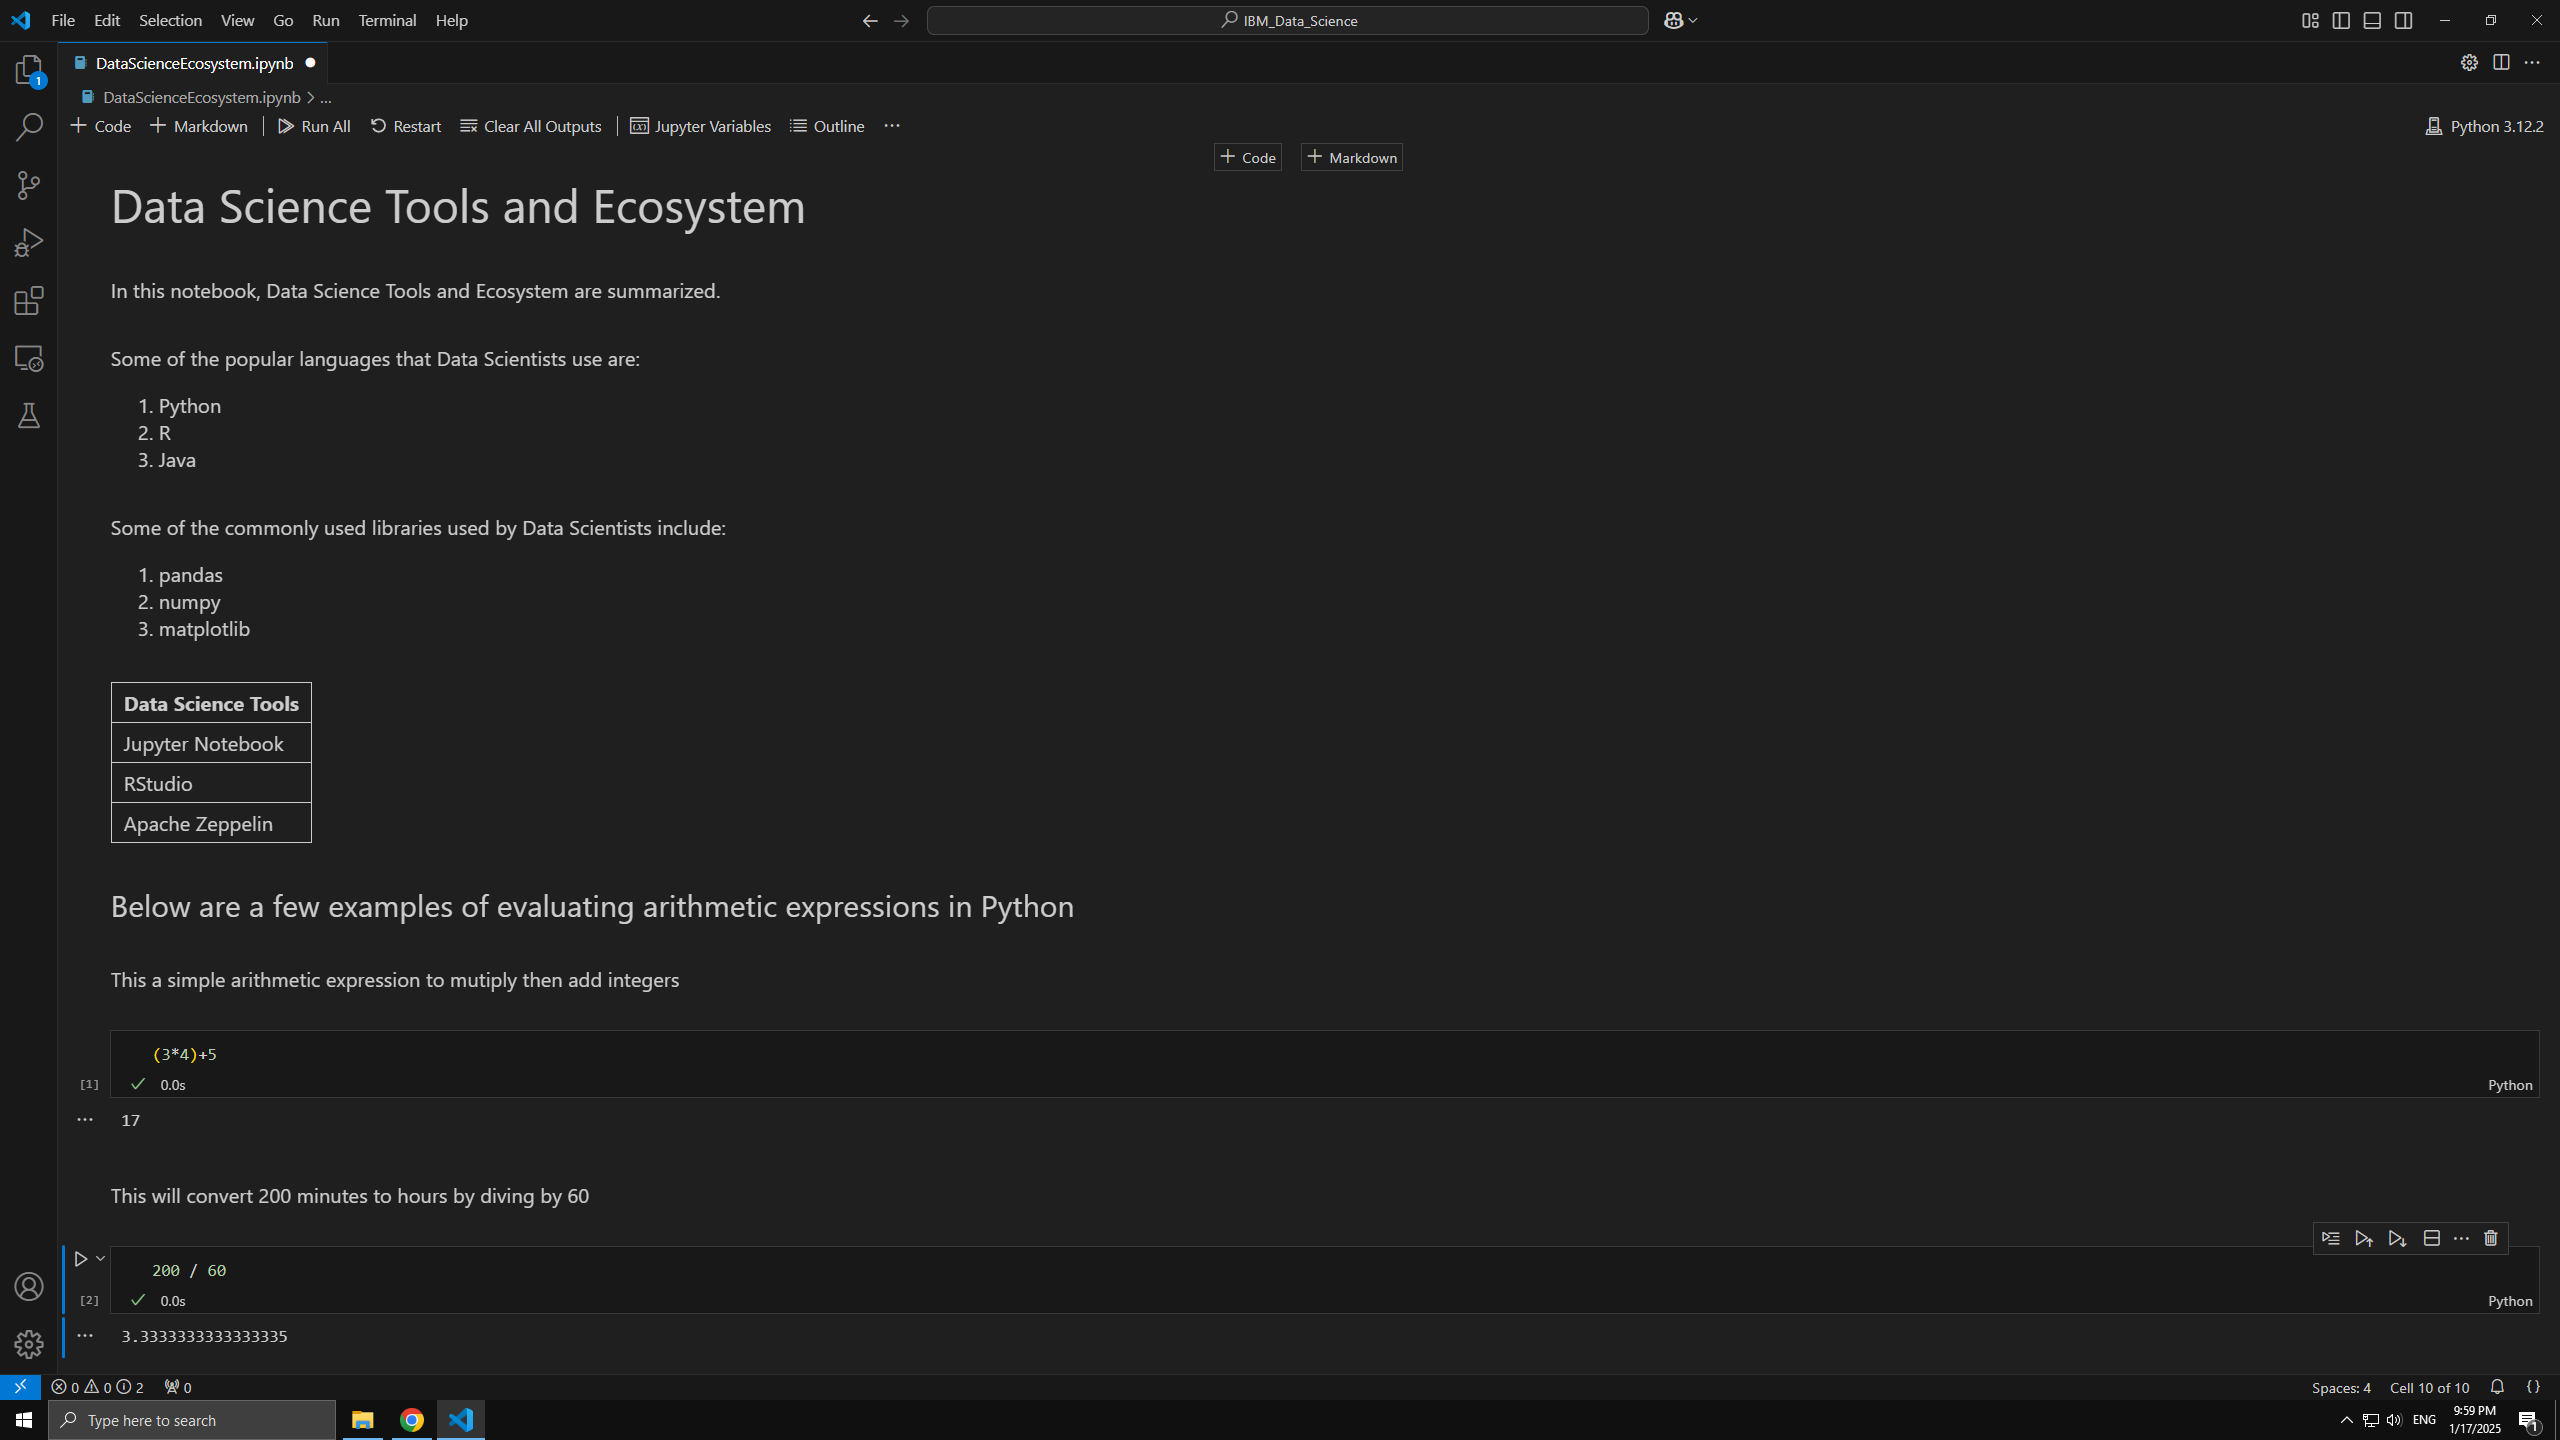 File Edit Selection View Go Run Terminal Help
IBM_Data_Science
1
DataScienceEcosystem.ipynb
DataScienceEcosystem.ipynb > ...
Code Markdown Run All Restart Clear All Outputs Jupyter Variables Outline ...
Python 3.12.2
Code Markdown
Data Science Tools and Ecosystem
In this notebook, Data Science Tools and Ecosystem are summarized.
Some of the popular languages that Data Scientists use are:
1. Python
2. R
3. Java
Some of the commonly used libraries used by Data Scientists include:
1. pandas
2. numpy
3. matplotlib
Data Science Tools
Jupyter Notebook
RStudio
Apache Zeppelin
Below are a few examples of evaluating arithmetic expressions in Python
This a simple arithmetic expression to mutiply then add integers
(3*4)+5
[1] 0.0s Python
17
This will convert 200 minutes to hours by diving by 60
200 / 60
[2] 0.0s Python
3.3333333333333335
0 0 2 0 Spaces: 4 Cell 10 of 10 {}
Type here to search
ENG
9:59 PM
1/17/2025
1